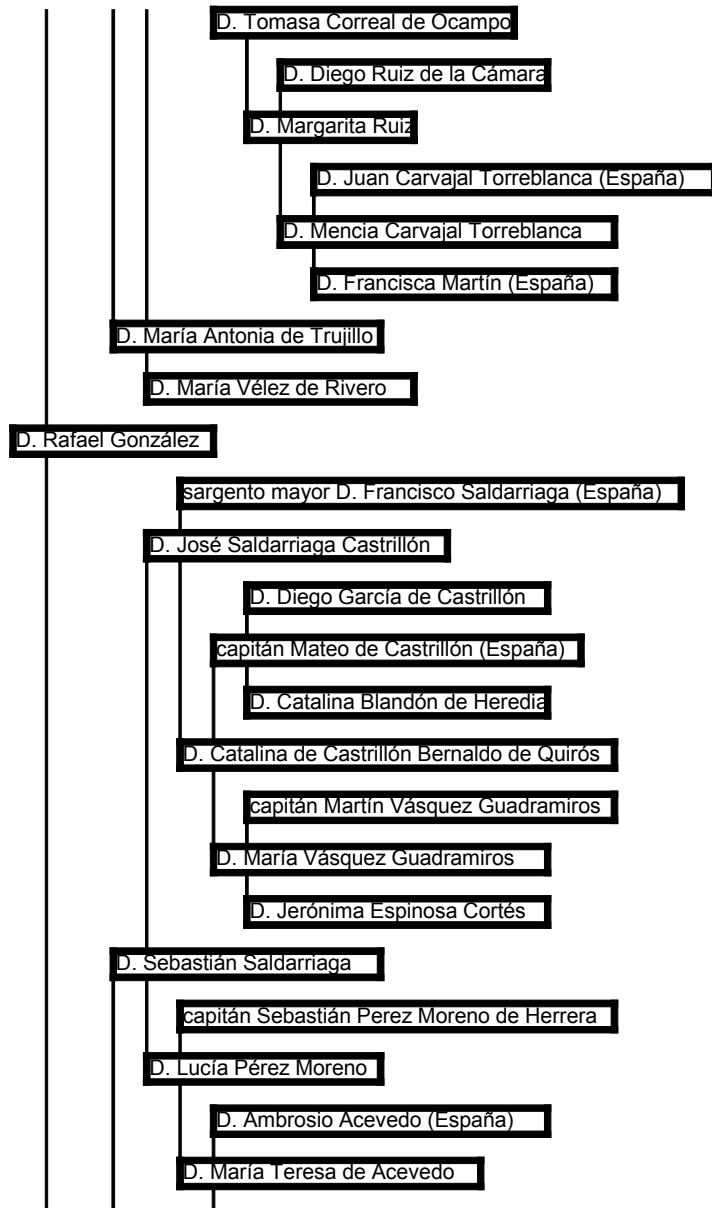 D. Tomasa Correal de Ocampo
D. Diego Ruiz de la Cámara
D. Margarita Ruiz
D. Juan Carvajal Torreblanca (España)
D. Mencia Carvajal Torreblanca
D. Francisca Martín (España)
D. María Antonia de Trujillo
D. María Vélez de Rivero
D. Rafael González
sargento mayor D. Francisco Saldarriaga (España)
D. José Saldarriaga Castrillón
D. Diego García de Castrillón
capitán Mateo de Castrillón (España)
D. Catalina Blandón de Heredia
D. Catalina de Castrillón Bernaldo de Quirós
capitán Martín Vásquez Guadramiros
D. María Vásquez Guadramiros
D. Jerónima Espinosa Cortés
D. Sebastián Saldarriaga
capitán Sebastián Perez Moreno de Herrera
D. Lucía Pérez Moreno
D. Ambrosio Acevedo (España)
D. María Teresa de Acevedo